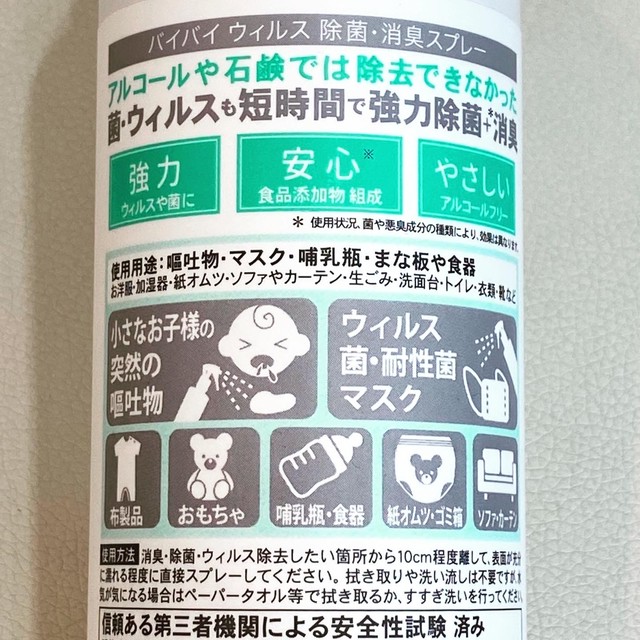 バイバイ ウィルス 除菌・消臭スプレー
アルコールや石鹸では除去できなかった
菌・ウィルスも短時間で強力除菌+消臭*
強力
ウィルスや菌に
安心※
食品添加物 組成
やさしい
アルコールフリー
* 使用状況、菌や悪臭成分の種類により、効果は異なります。
使用用途:嘔吐物・マスク・哺乳瓶・まな板や食器
お洋服・加湿器・紙オムツ・ソファやカーテン・生ごみ・洗面台・トイレ・衣類・靴など
小さなお子様の
突然の
嘔吐物
ウィルス
菌・耐性菌
マスク
布製品
おもちゃ
哺乳瓶・食器
紙オムツ・ゴミ箱
ソファ・カーテン
使用方法 消臭・除菌・ウィルス除去したい箇所から10cm程度離して、表面が充分
に濡れる程度に直接スプレーしてください。拭き取りや洗い流しは不要ですが、水
気が気になる場合はペーパータオル等で拭き取るか、すすぎ洗いを行ってください。
信頼ある第三者機関による安全性試験 済み